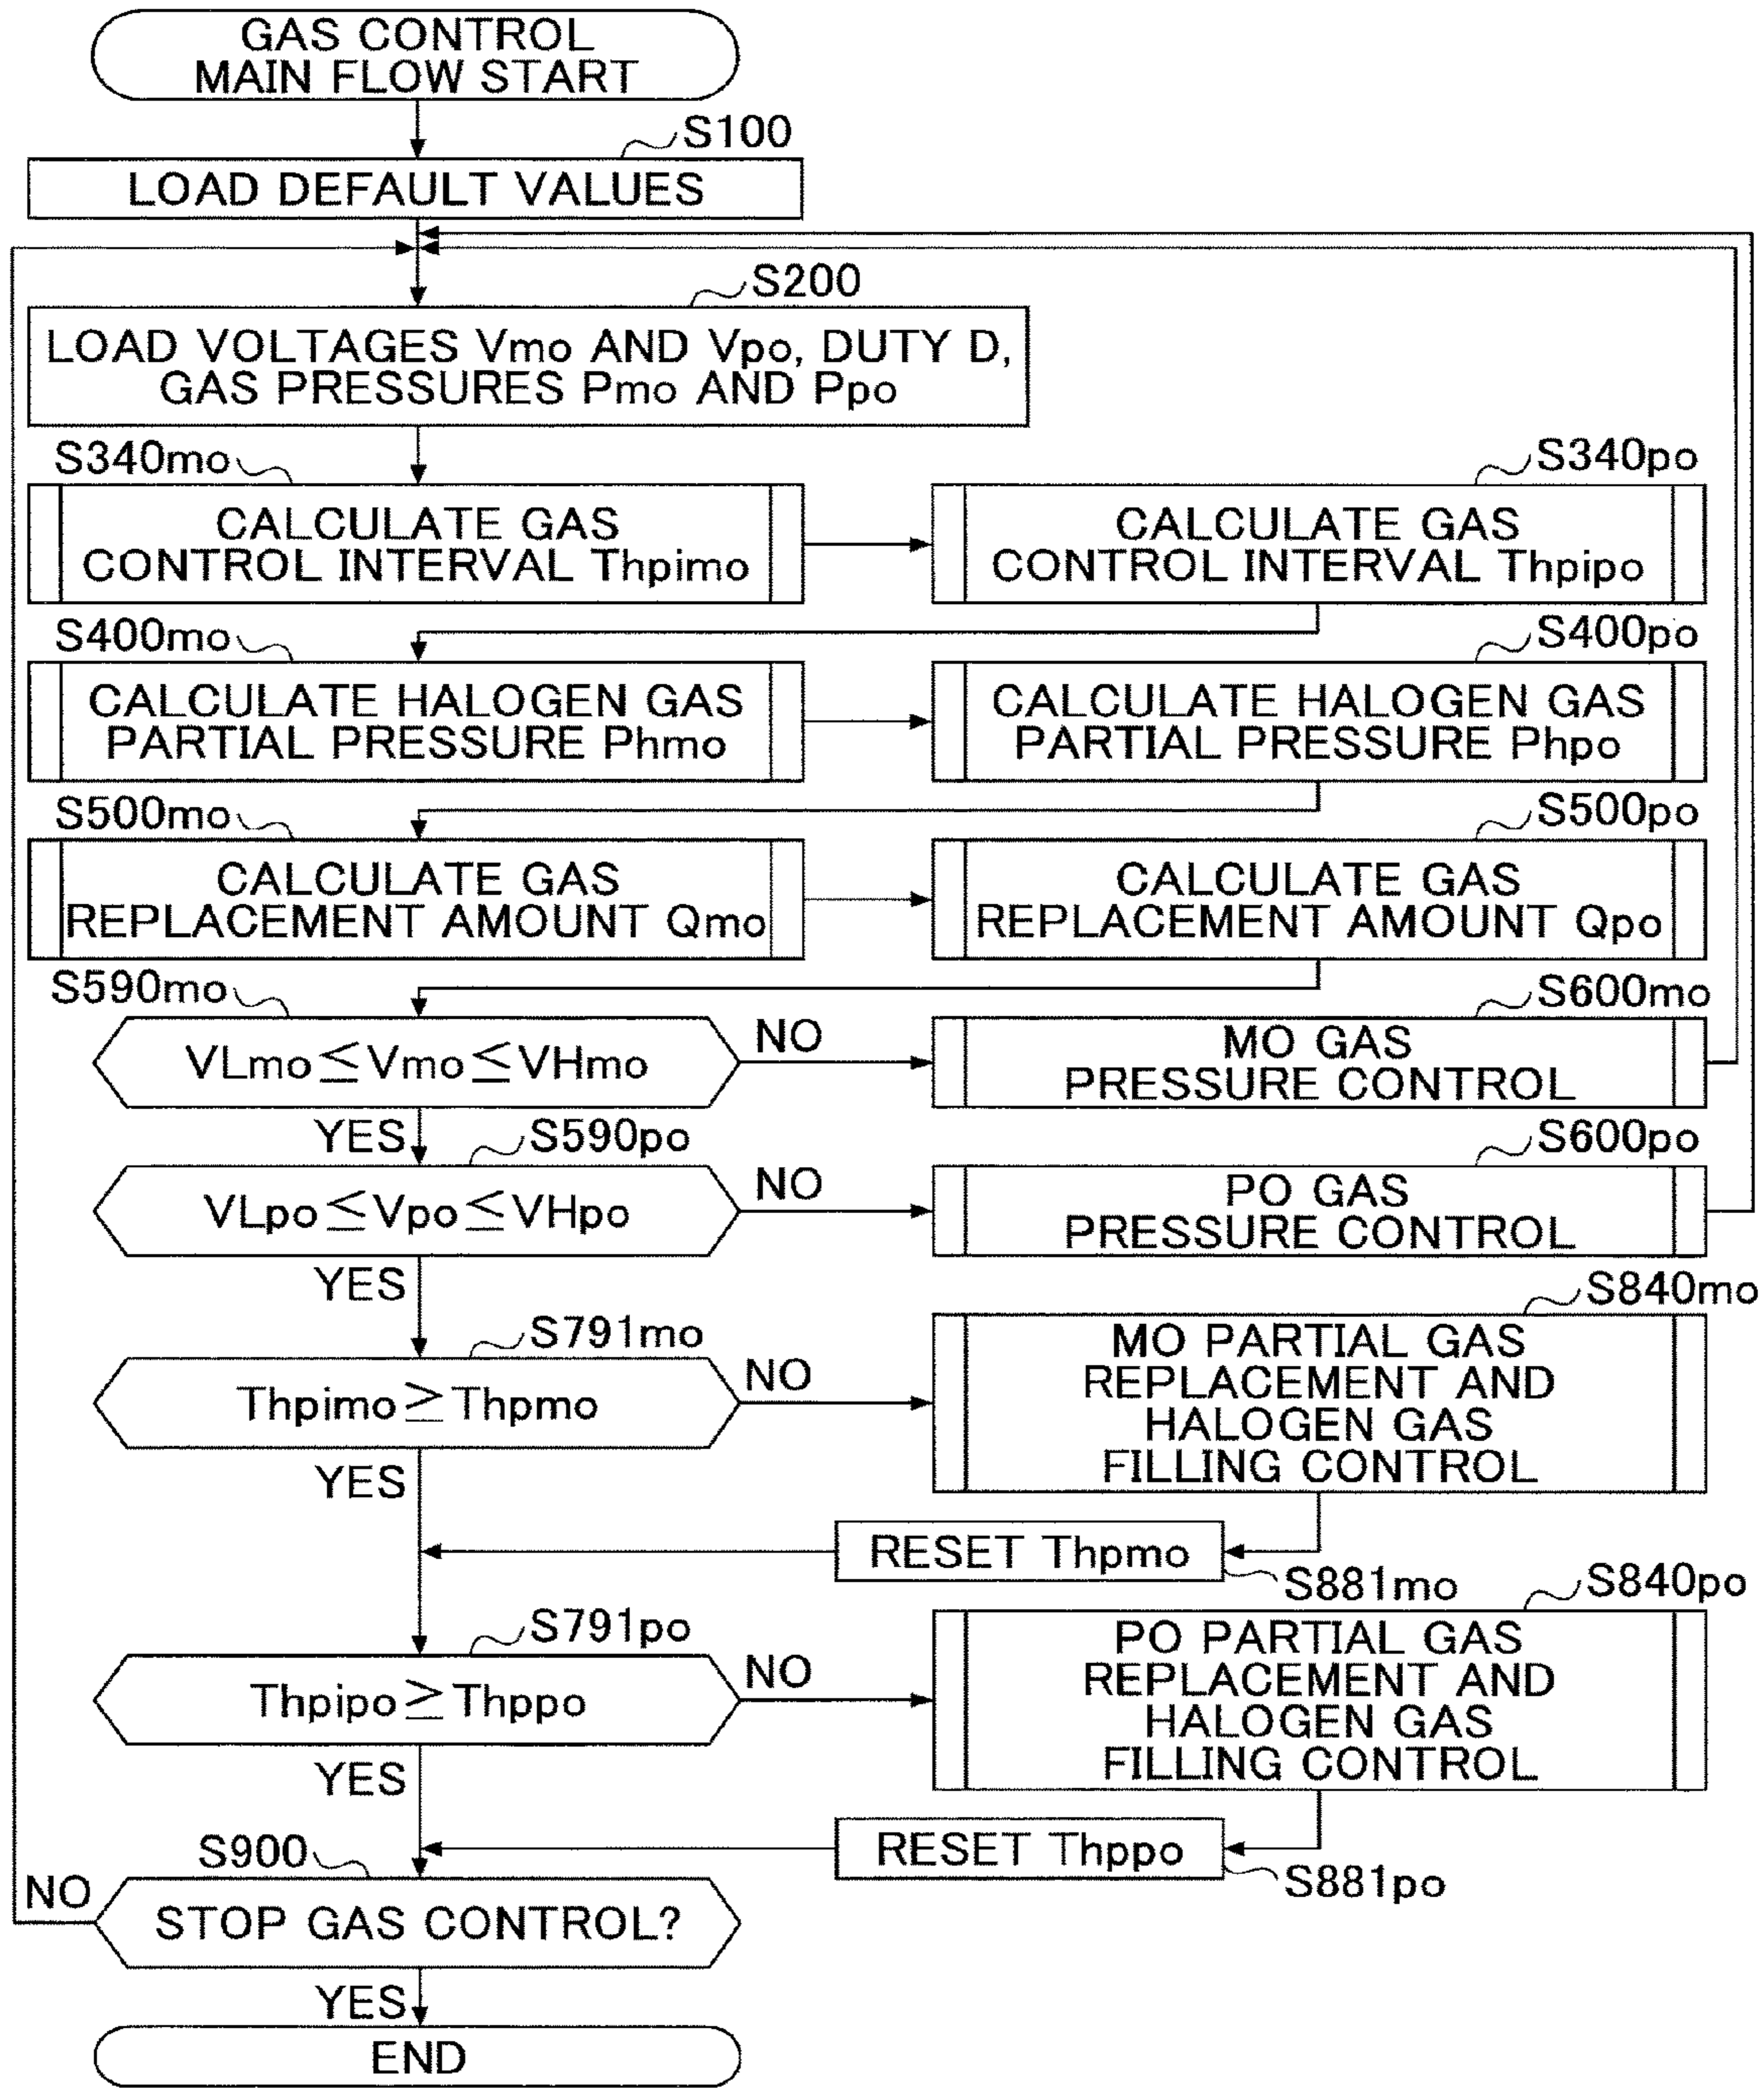 GAS CONTROL
MAIN FLOW START
S100
LOAD DEFAULT VALUES
S200
LOAD VOLTAGES Vmo AND Vpo, DUTY D,
GAS PRESSURES Pmo AND Ppo
S340mo
CALCULATE GAS
CONTROL INTERVAL Thpimo
S340po
CALCULATE GAS
CONTROL INTERVAL Thpipo
S400mo
CALCULATE HALOGEN GAS
PARTIAL PRESSURE Phmo
S400po
CALCULATE HALOGEN GAS
PARTIAL PRESSURE Phpo
S500mo
CALCULATE GAS
REPLACEMENT AMOUNT Qmo
S500po
CALCULATE GAS
REPLACEMENT AMOUNT Qpo
S590mo
VLmo≦Vmo≦VHmo
NO
S600mo
MO GAS
PRESSURE CONTROL
YES
S590po
VLpo≦Vpo≦VHpo
NO
S600po
PO GAS
PRESSURE CONTROL
YES
S791mo
Thpimo≧Thpmo
NO
S840mo
MO PARTIAL GAS
REPLACEMENT AND
HALOGEN GAS
FILLING CONTROL
YES
RESET Thpmo
S881mo
S791po
Thpipo≧Thppo
NO
S840po
PO PARTIAL GAS
REPLACEMENT AND
HALOGEN GAS
FILLING CONTROL
YES
RESET Thppo
S881po
S900
NO
STOP GAS CONTROL?
YES
END